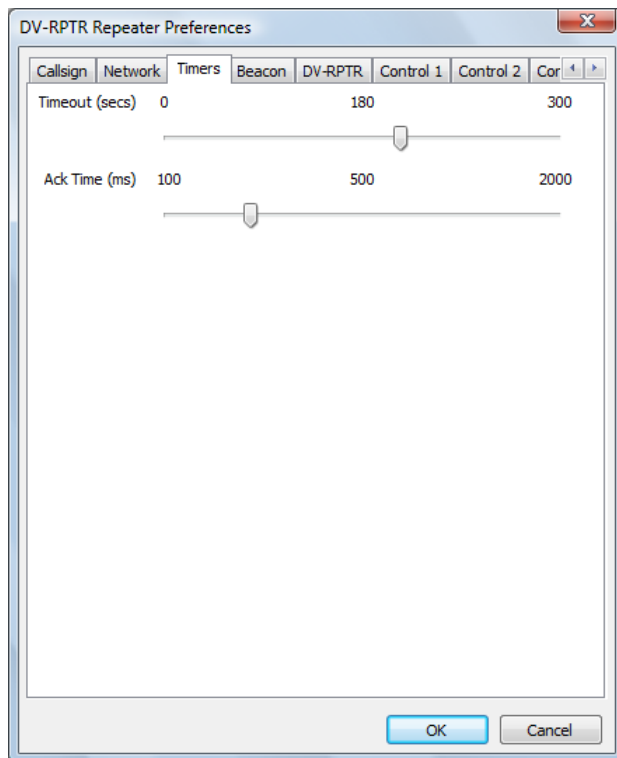 DV-RPTR Repeater Preferences
Callsign Network Timers Beacon DV-RPTR Control 1 Control 2 Cor
Timeout (secs) 0 180 300
Ack Time (ms) 100 500 2000
OK Cancel